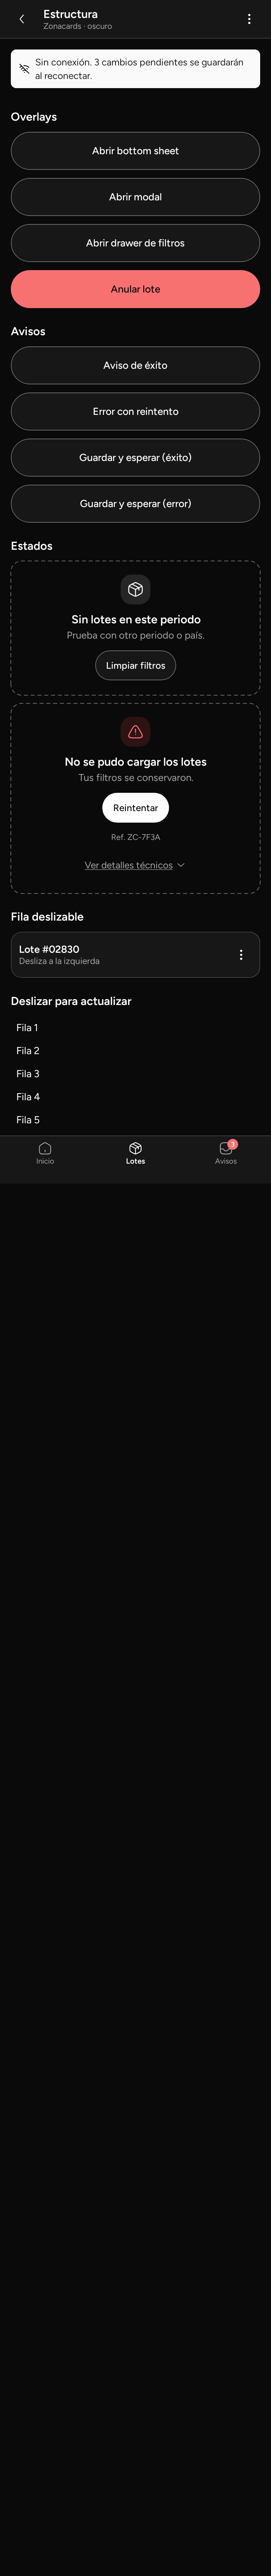 Estructura
Zonacards · oscuro
Sin conexión. 3 cambios pendientes se guardarán
al reconectar.
Overlays
Abrir bottom sheet
Abrir modal
Abrir drawer de filtros
Anular lote
Avisos
Aviso de éxito
Error con reintento
Guardar y esperar (éxito)
Guardar y esperar (error)
Estados
Sin lotes en este periodo
Prueba con otro periodo o país.
Limpiar filtros
No se pudo cargar los lotes
Tus filtros se conservaron.
Reintentar
Ref. ZC-7F3A
Ver detalles técnicos
Fila deslizable
Lote #02830
Desliza a la izquierda
Deslizar para actualizar
Fila 1
Fila 2
Fila 3
Fila 4
Fila 5
3
Inicio
Lotes
Avisos